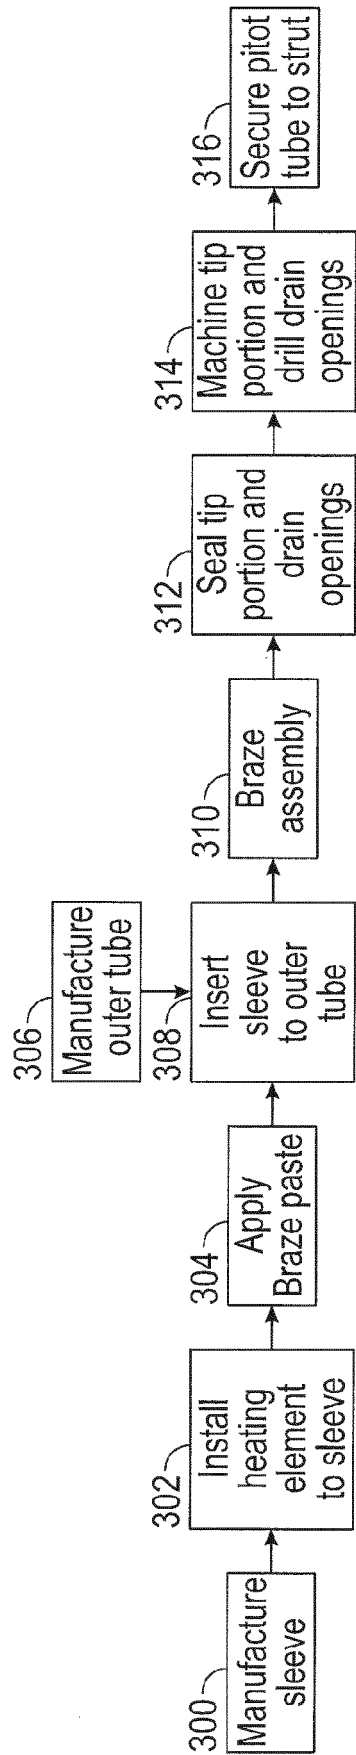 300
Manufacture
sleeve
302
Install
heating
element
to sleeve
304
Apply
Braze paste
306
Manufacture
outer tube
308
Insert
sleeve
to outer
tube
310
Braze
assembly
312
Seal tip
portion and
drain
openings
314
Machine tip
portion and
drill drain
openings
316
Secure pitot
tube to strut